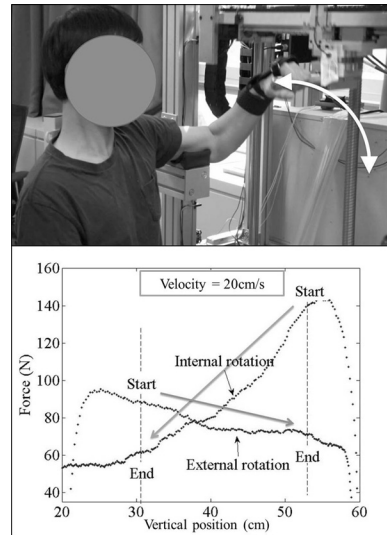 Velocity = 20cm/s
Start
Internal rotation
Start
End
External rotation
End
Force (N)
160
140
120
100
80
60
40
20
30
40
50
60
Vertical position (cm)